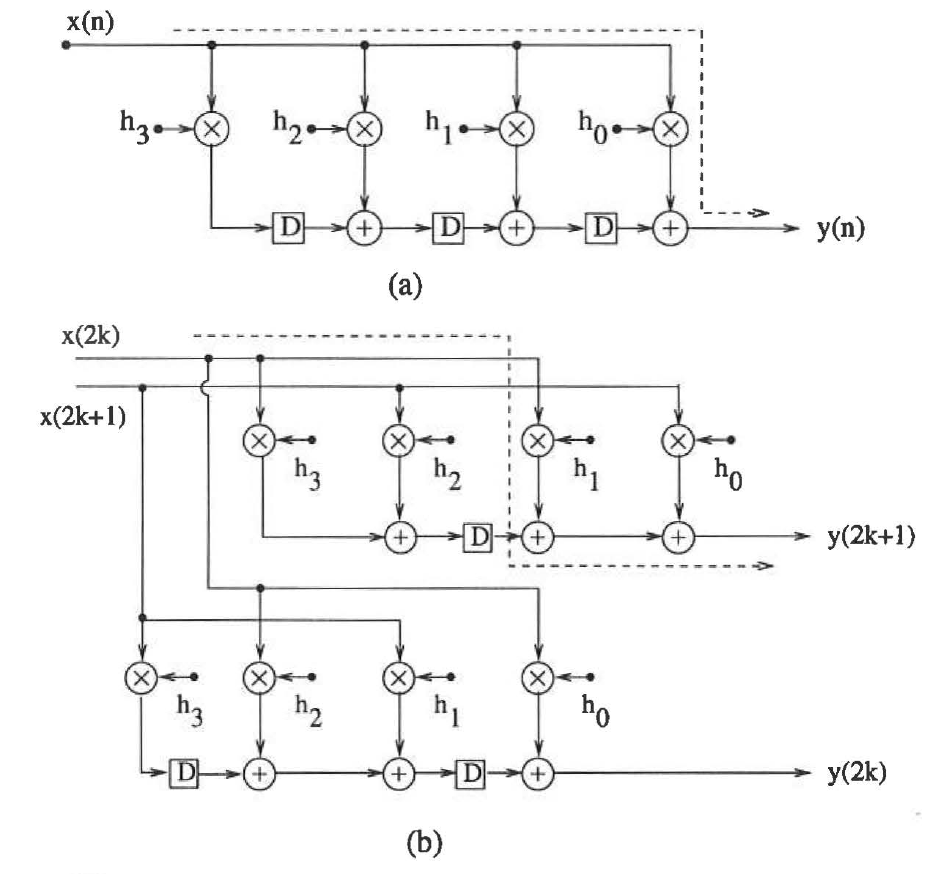 x(n)
h3 h2 h1 h0
D D D
y(n)
(a)
x(2k)
x(2k+1)
h3 h2 h1 h0
D
y(2k+1)
h3 h2 h1 h0
D D
y(2k)
(b)